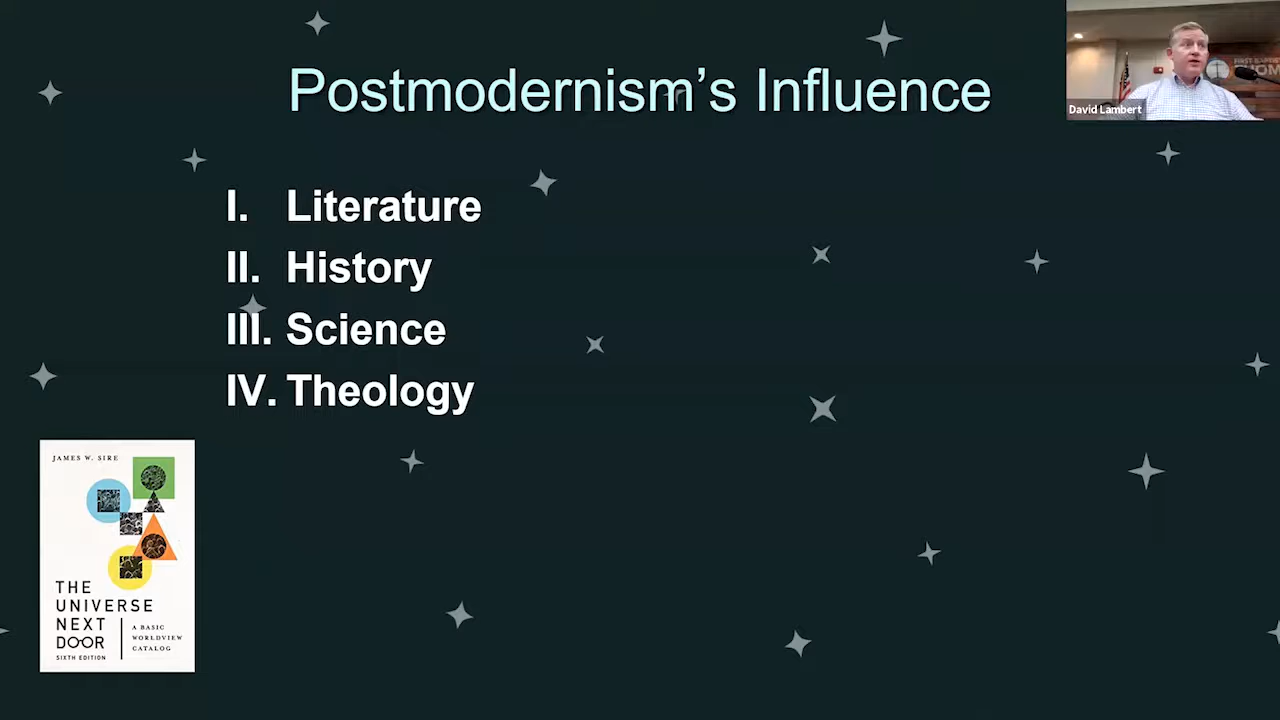 Postmodernism's Influence
David Lambert
I. Literature
II. History
III. Science
IV. Theology
JAMES W. SIRE
THE
UNIVERSE
NEXT
DOOR
SIXTH EDITION
A BASIC
WORLDVIEW
CATALOG